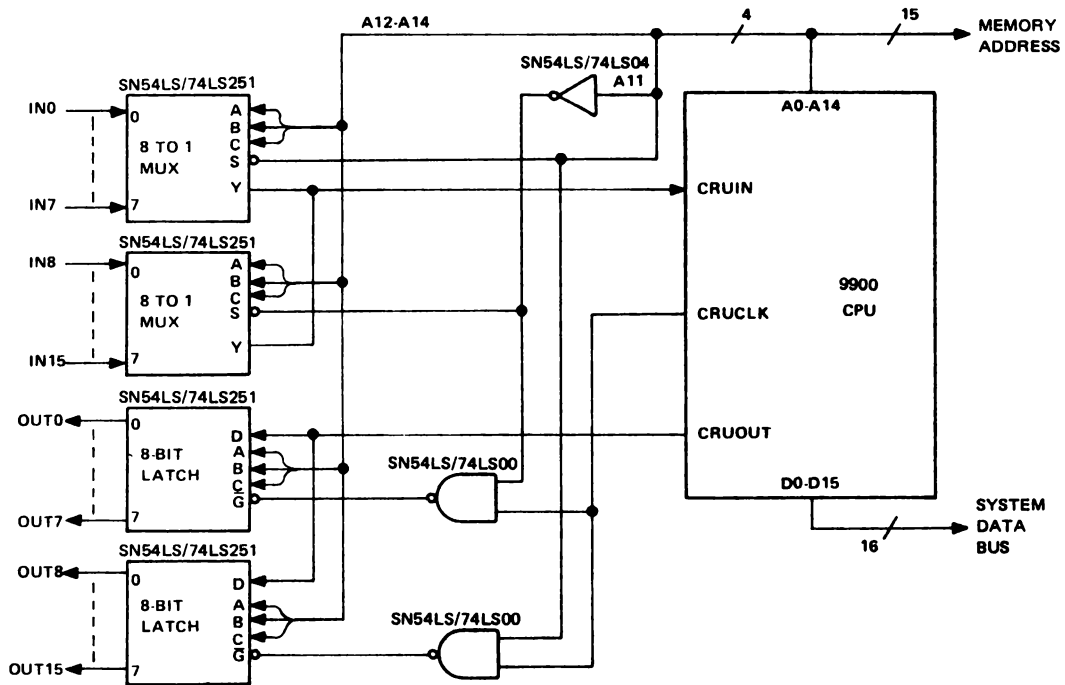 A12-A14
4
15
MEMORY
ADDRESS
SN54LS/74LS04
A11
SN54LS/74LS251
IN0
0
8 TO 1
MUX
A
B
C
S
Y
IN7
7
A0-A14
CRUIN
SN54LS/74LS251
IN8
0
8 TO 1
MUX
A
B
C
S
Y
IN15
7
9900
CPU
CRUCLK
SN54LS/74LS251
OUT0
0
8-BIT
LATCH
D
A
B
C
G̅
OUT7
7
SN54LS/74LS00
CRUOUT
D0-D15
16
SYSTEM
DATA
BUS
SN54LS/74LS251
OUT8
0
8-BIT
LATCH
D
A
B
C
G̅
OUT15
7
SN54LS/74LS00